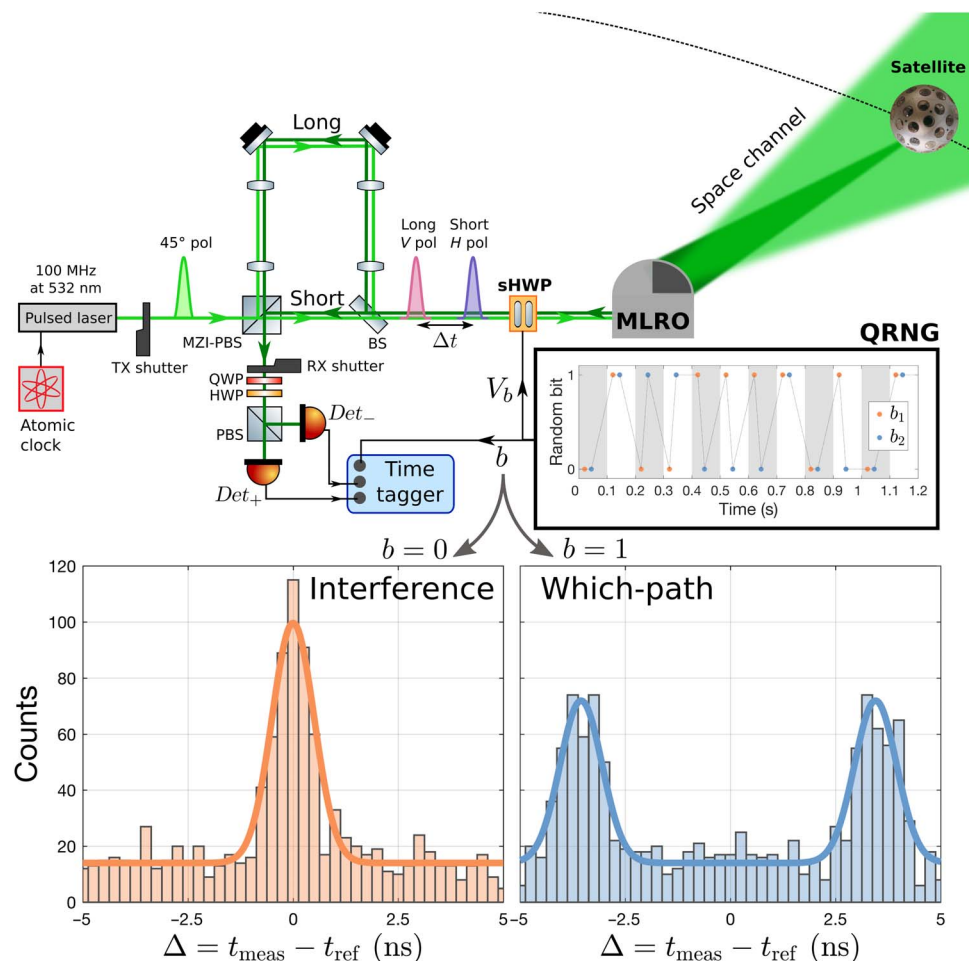 Satellite
Space channel
Long
45° pol
Long
V pol
Short
H pol
100 MHz
at 532 nm
Pulsed laser
Short
sHWP
MLRO
MZI-PBS
BS
Δt
TX shutter
RX shutter
QRNG
QWP
HWP
Atomic
clock
PBS
Det_
Det₊
Time
tagger
V_b
b
Random bit
1
0
b₁
b₂
0 0.1 0.2 0.3 0.4 0.5 0.6 0.7 0.8 0.9 1 1.1 1.2
Time (s)
b = 0
b = 1
Interference
Which-path
Counts
120
100
80
60
40
20
0
-5 -2.5 0 2.5 5
-5 -2.5 0 2.5 5
Δ = t_meas − t_ref (ns)
Δ = t_meas − t_ref (ns)